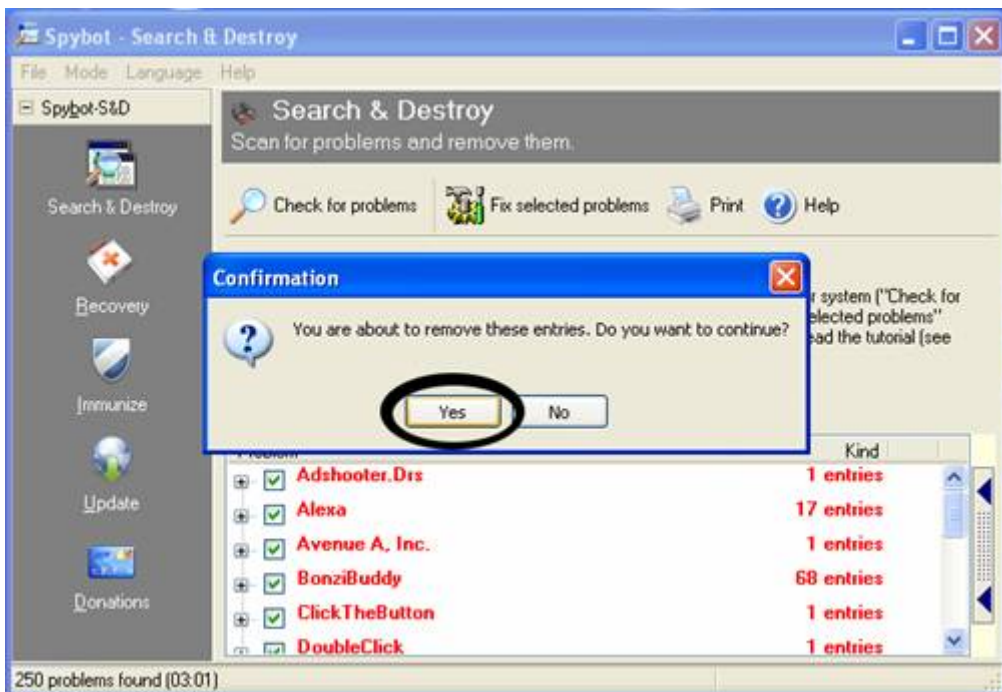 Spybot - Search & Destroy
File Mode Language Help
Spybot-S&D
Search & Destroy
Recovery
Immunize
Update
Donations
Search & Destroy
Scan for problems and remove them.
Check for problems Fix selected problems Print Help
r system ("Check for
elected problems"
ead the tutorial (see
Confirmation
You are about to remove these entries. Do you want to continue?
Yes No
Problem Kind
Adshooter.Drs 1 entries
Alexa 17 entries
Avenue A, Inc. 1 entries
BonziBuddy 68 entries
ClickTheButton 1 entries
DoubleClick 1 entries
250 problems found (03:01)